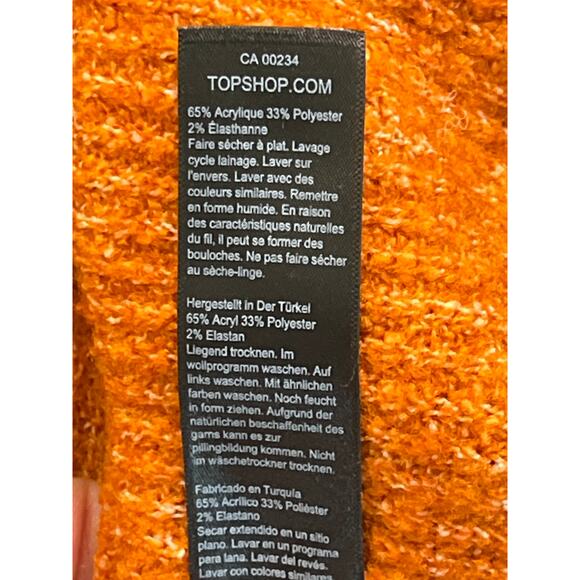 CA 00234
TOPSHOP.COM
65% Acrylique 33% Polyester
2% Élasthanne
Faire sécher à plat. Lavage
cycle lainage. Laver sur
l'envers. Laver avec des
couleurs similaires. Remettre
en forme humide. En raison
des caractéristiques naturelles
du fil, il peut se former des
bouloches. Ne pas faire sécher
au sèche-linge.
Hergestellt in Der Türkei
65% Acryl 33% Polyester
2% Elastan
Liegend trocknen. Im
wollprogramm waschen. Auf
links waschen. Mit ähnlichen
farben waschen. Noch feucht
in form ziehen. Aufgrund der
natürlichen beschaffenheit des
garns kann es zur
pillingbildung kommen. Nicht
im wäschetrockner trocknen.
Fabricado en Turquía
65% Acrílico 33% Poliéster
2% Elastano
Secar extendido en un sitio
plano. Lavar en un programa
para lana. Lavar del revés.
Lavar con colores similares